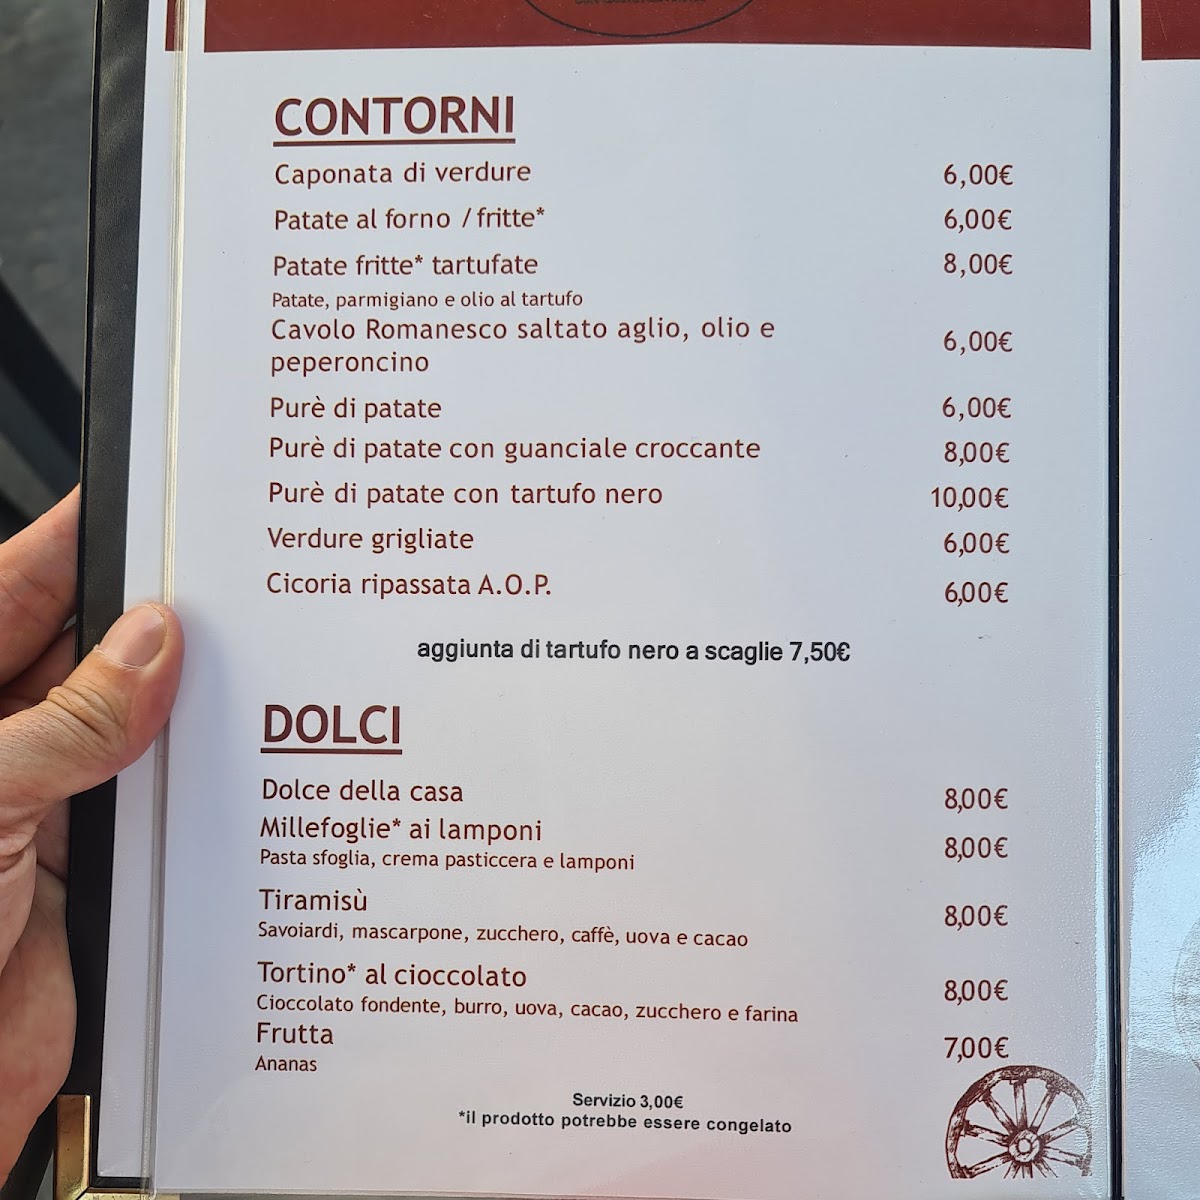 CONTORNI
Caponata di verdure 6,00€
Patate al forno / fritte* 6,00€
Patate fritte* tartufate 8,00€
Patate, parmigiano e olio al tartufo
Cavolo Romanesco saltato aglio, olio e
peperoncino 6,00€
Purè di patate 6,00€
Purè di patate con guanciale croccante 8,00€
Purè di patate con tartufo nero 10,00€
Verdure grigliate 6,00€
Cicoria ripassata A.O.P. 6,00€
aggiunta di tartufo nero a scaglie 7,50€
DOLCI
Dolce della casa 8,00€
Millefoglie* ai lamponi 8,00€
Pasta sfoglia, crema pasticcera e lamponi
Tiramisù 8,00€
Savoiardi, mascarpone, zucchero, caffè, uova e cacao
Tortino* al cioccolato 8,00€
Cioccolato fondente, burro, uova, cacao, zucchero e farina
Frutta 7,00€
Ananas
Servizio 3,00€
*il prodotto potrebbe essere congelato